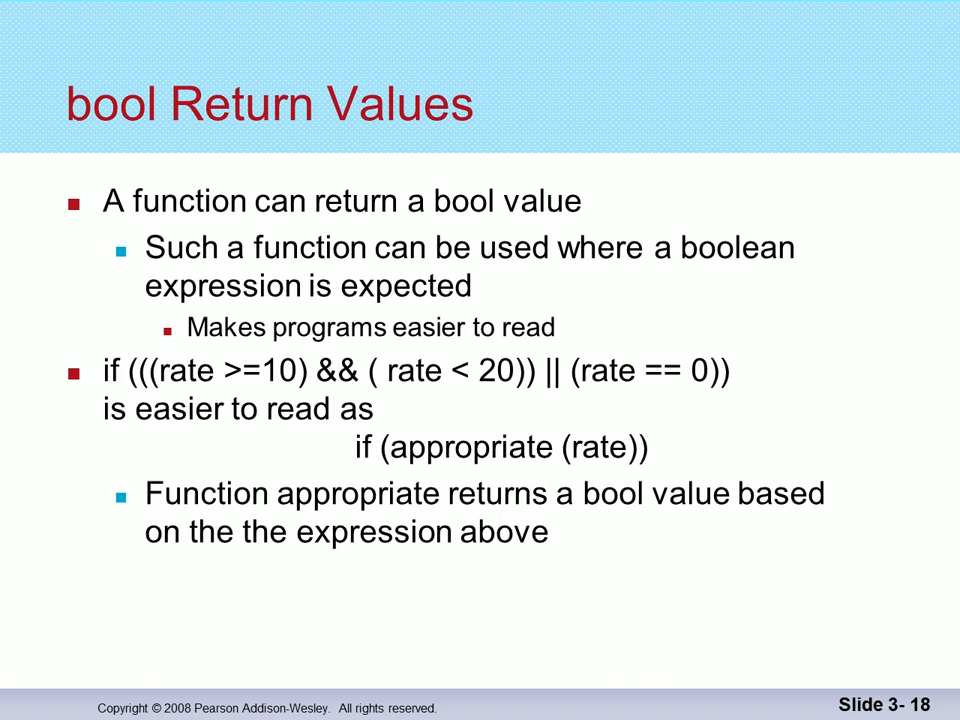 bool Return Values
A function can return a bool value
Such a function can be used where a boolean
expression is expected
Makes programs easier to read
if (((rate >=10) && ( rate < 20)) || (rate == 0))
is easier to read as
if (appropriate (rate))
Function appropriate returns a bool value based
on the the expression above
Copyright © 2008 Pearson Addison-Wesley. All rights reserved.
Slide 3- 18